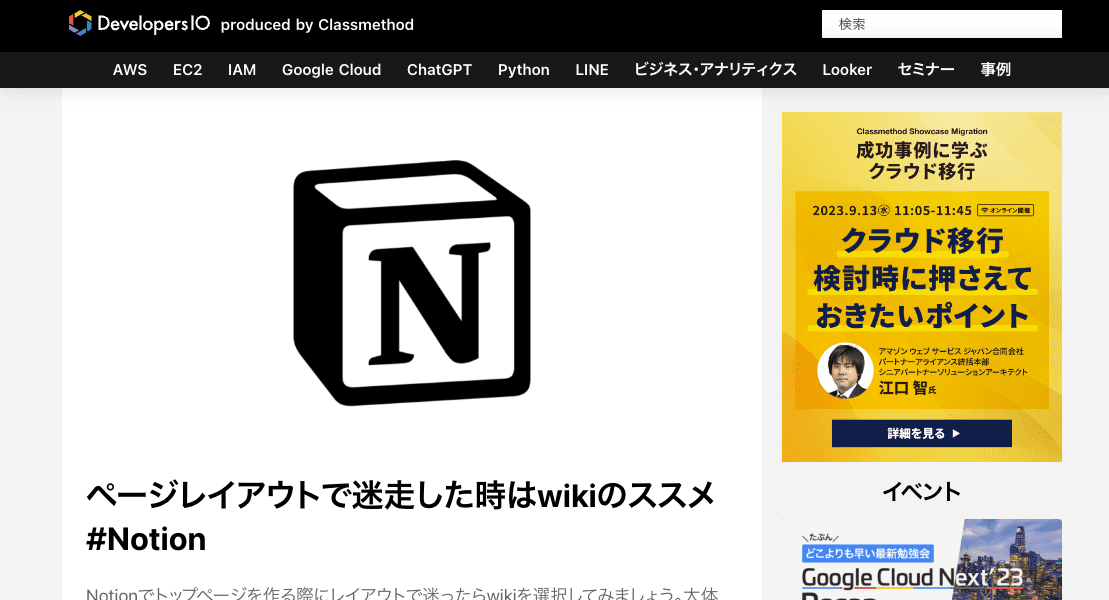 DevelopersIO produced by Classmethod
検索
AWS EC2 IAM Google Cloud ChatGPT Python LINE ビジネス・アナリティクス Looker セミナー 事例
N
ページレイアウトで迷走した時はwikiのススメ
#Notion
Notionでトップページを作る際にレイアウトで迷ったらwikiを選択してみましょう。大体
Classmethod Showcase Migration
成功事例に学ぶ
クラウド移行
2023.9.13㊌ 11:05-11:45 オンライン開催
クラウド移行
検討時に押さえて
おきたいポイント
アマゾン ウェブ サービス ジャパン合同会社
パートナーアライアンス統括本部
シニアパートナーソリューションアーキテクト
江口 智氏
詳細を見る ▶
イベント
＼たぶん／
どこよりも早い最新勉強会
Google Cloud Next '23
Recap